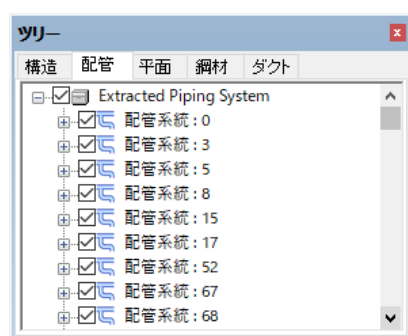 ツリー
構造 配管 平面 鋼材 ダクト
Extracted Piping System
配管系統 : 0
配管系統 : 3
配管系統 : 5
配管系統 : 8
配管系統 : 15
配管系統 : 17
配管系統 : 52
配管系統 : 67
配管系統 : 68